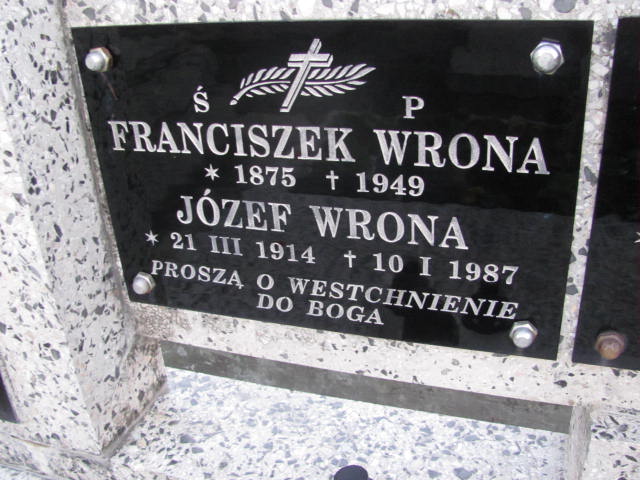 Ś P
FRANCISZEK WRONA
* 1875 † 1949
JÓZEF WRONA
* 21 III 1914 † 10 I 1987
PROSZĄ O WESTCHNIENIE
DO BOGA